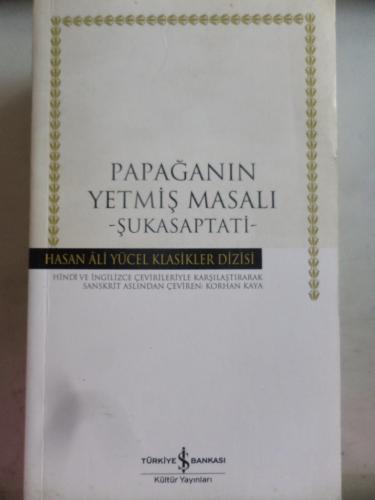 PAPAĞANIN
YETMİŞ MASALI
-ŞUKASAPTATİ-
HASAN ÂLİ YÜCEL KLASİKLER DİZİSİ
HİNDÎ VE İNGİLİZCE ÇEVİRİLERİYLE KARŞILAŞTIRARAK
SANSKRİT ASLINDAN ÇEVİREN: KORHAN KAYA
TÜRKİYE İŞ BANKASI
Kültür Yayınları